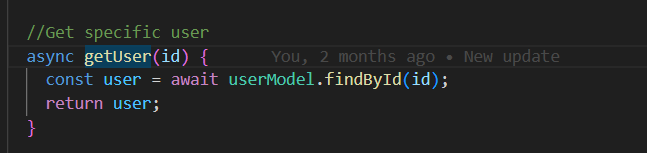 //Get specific user
async getUser(id) {        You, 2 months ago • New update
  const user = await userModel.findById(id);
  return user;
}